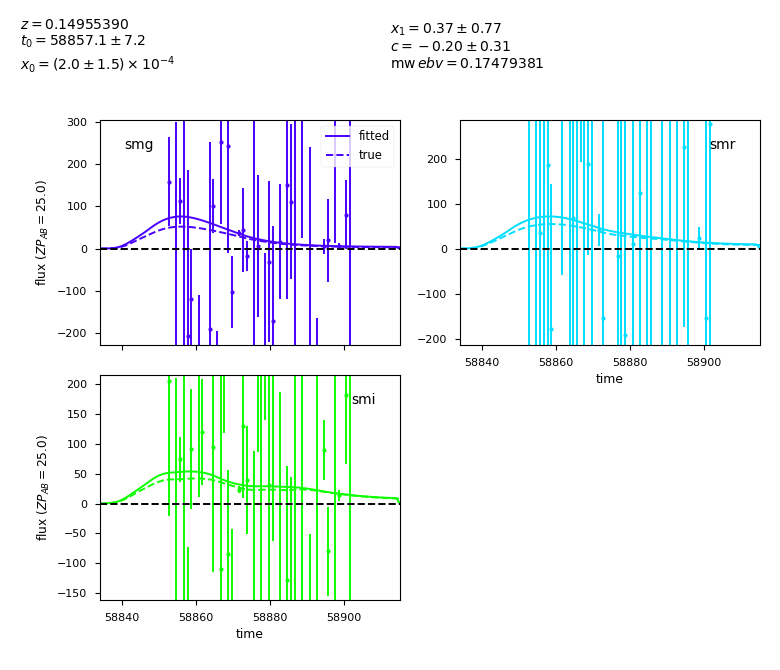 z = 0.14955390
t₀ = 58857.1 ± 7.2
x₀ = (2.0 ± 1.5) × 10⁻⁴
x₁ = 0.37 ± 0.77
c = −0.20 ± 0.31
mw ebv = 0.17479381
smg
fitted
true
flux (ZP_AB = 25.0)
300
200
100
0
−100
−200
smr
200
100
0
−100
−200
58840 58860 58880 58900
time
smi
flux (ZP_AB = 25.0)
200
150
100
50
0
−50
−100
−150
58840 58860 58880 58900
time